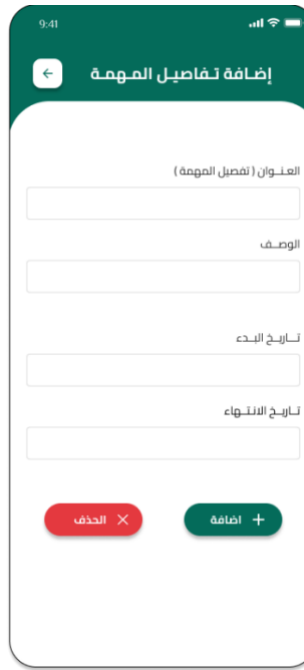 9:41
إضافة تفاصيل المهمة
العنوان ( تفصيل المهمة )
الوصف
تاريخ البدء
تاريخ الانتهاء
اضافة
الحذف